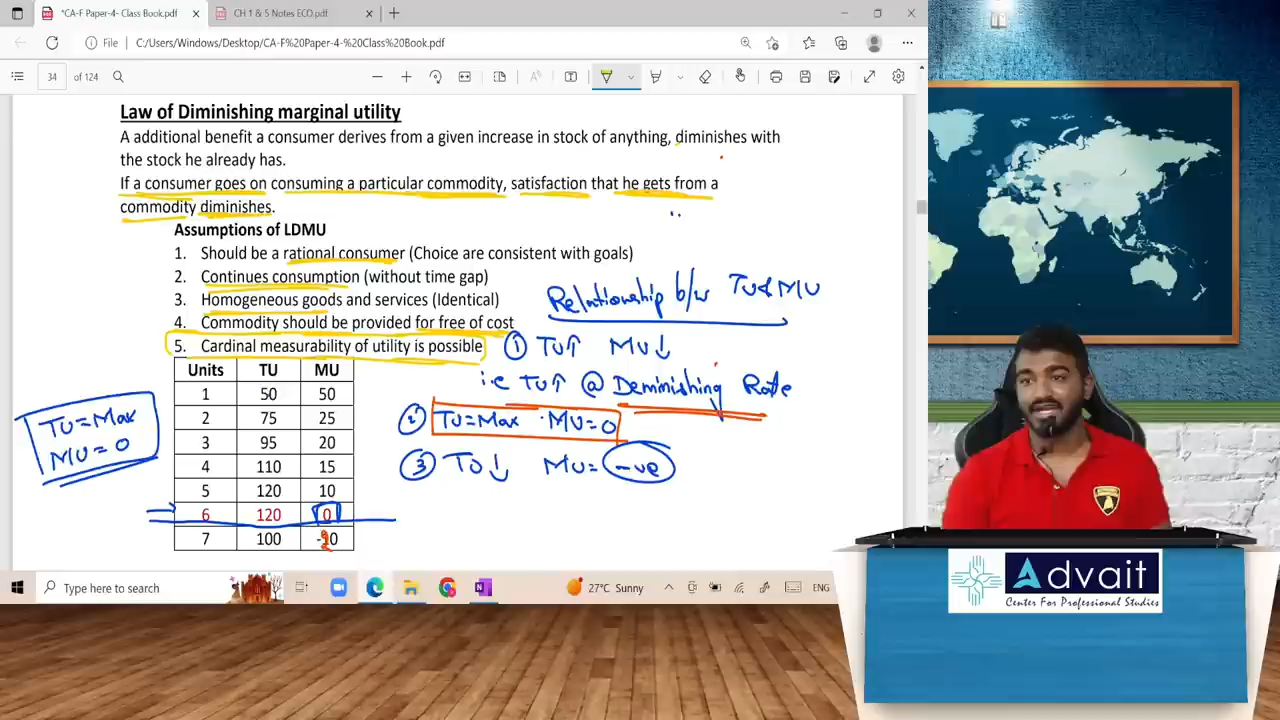 *CA-F Paper-4- Class Book.pdf
CH 1 & 5 Notes ECO.pdf
File C:/Users/Windows/Desktop/CA-F%20Paper-4-%20Class%20Book.pdf
34 of 124
Law of Diminishing marginal utility
A additional benefit a consumer derives from a given increase in stock of anything, diminishes with
the stock he already has.
If a consumer goes on consuming a particular commodity, satisfaction that he gets from a
commodity diminishes.
Assumptions of LDMU
1. Should be a rational consumer (Choice are consistent with goals)
2. Continues consumption (without time gap)
3. Homogeneous goods and services (Identical)
4. Commodity should be provided for free of cost
5. Cardinal measurability of utility is possible
Units TU MU
1 50 50
2 75 25
3 95 20
4 110 15
5 120 10
6 120 0
7 100 -20
TU=Max
MU=0
Relationship b/w TU & MU
① TU↑ MU↓
i.e TU↑ @ Deminishing Rate
② TU=Max · MU=0
③ TU↓ MU= -ve
Type here to search
27°C Sunny
ENG
Advait
Center For Professional Studies